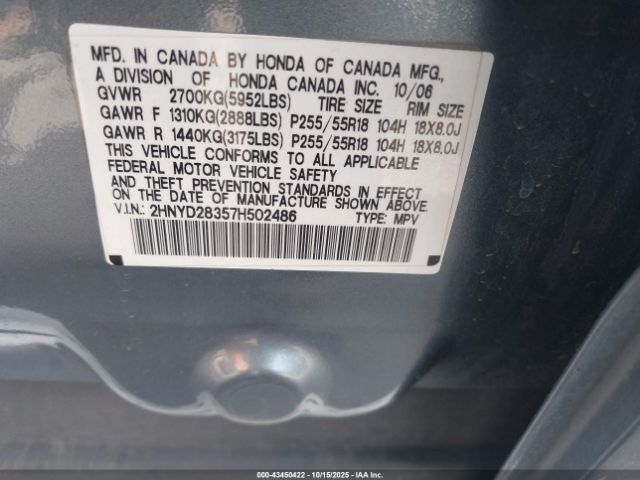 MFD. IN CANADA BY HONDA OF CANADA MFG.,
A DIVISION OF HONDA CANADA INC. 10/06
GVWR 2700KG(5952LBS) TIRE SIZE RIM SIZE
GAWR F 1310KG(2888LBS) P255/55R18 104H 18X8.0J
GAWR R 1440KG(3175LBS) P255/55R18 104H 18X8.0J
THIS VEHICLE CONFORMS TO ALL APPLICABLE
FEDERAL MOTOR VEHICLE SAFETY
AND THEFT PREVENTION STANDARDS IN EFFECT
ON THE DATE OF MANUFACTURE SHOWN ABOVE.
V.I.N.: 2HNYD28357H502486 TYPE: MPV
000-43450422 - 10/15/2025 - IAA Inc.